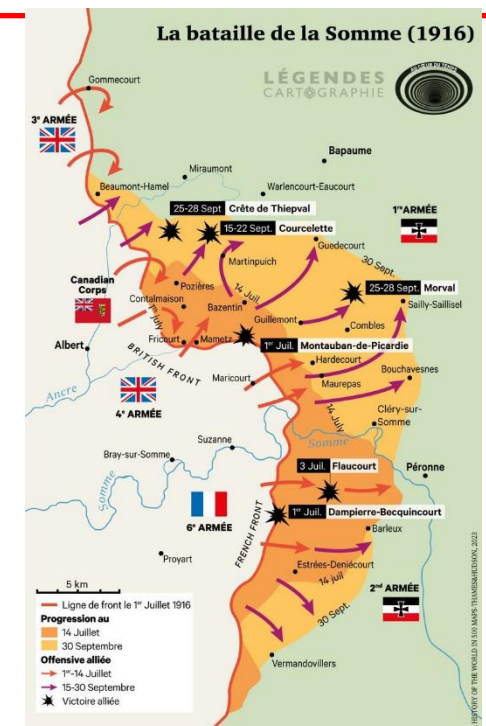 La bataille de la Somme (1916)
LÉGENDES
CARTOGRAPHIE
AU CŒUR DU TEMPS
Gommecourt
3e ARMÉE
Bapaume
Miraumont
Beaumont-Hamel
Warlencourt-Eaucourt
1re ARMÉE
25-28 Sept. Crête de Thiepval
15-22 Sept. Courcelette
Guedecourt
30 Sept.
Martinpuich
Canadian
Corps
Pozières
14 Juil.
25-28 Sept. Morval
Contalmaison
Bazentin
Sailly-Saillisel
1er July
Guillemont
Combles
Albert
Fricourt
Mametz
1er Juil. Montauban-de-Picardie
BRITISH FRONT
Hardecourt
Ancre
Maricourt
Maurepas
Bouchavesnes
4e ARMÉE
14 July
Cléry-sur-
Somme
Suzanne
Somme
Bray-sur-Somme
Péronne
Somme
3 Juil. Flaucourt
6e ARMÉE
1er Juil. Dampierre-Becquincourt
FRENCH FRONT
Barleux
Proyart
Estrées-Deniécourt
14 juil
2nd ARMÉE
30 Sept.
Vermandovillers
5 km
Ligne de front le 1er Juillet 1916
Progression au
14 Juillet
30 Septembre
Offensive alliée
1er-14 Juillet
15-30 Septembre
Victoire alliée
HISTORY OF THE WORLD IN 500 MAPS-THAMES&HUDSON, 2023